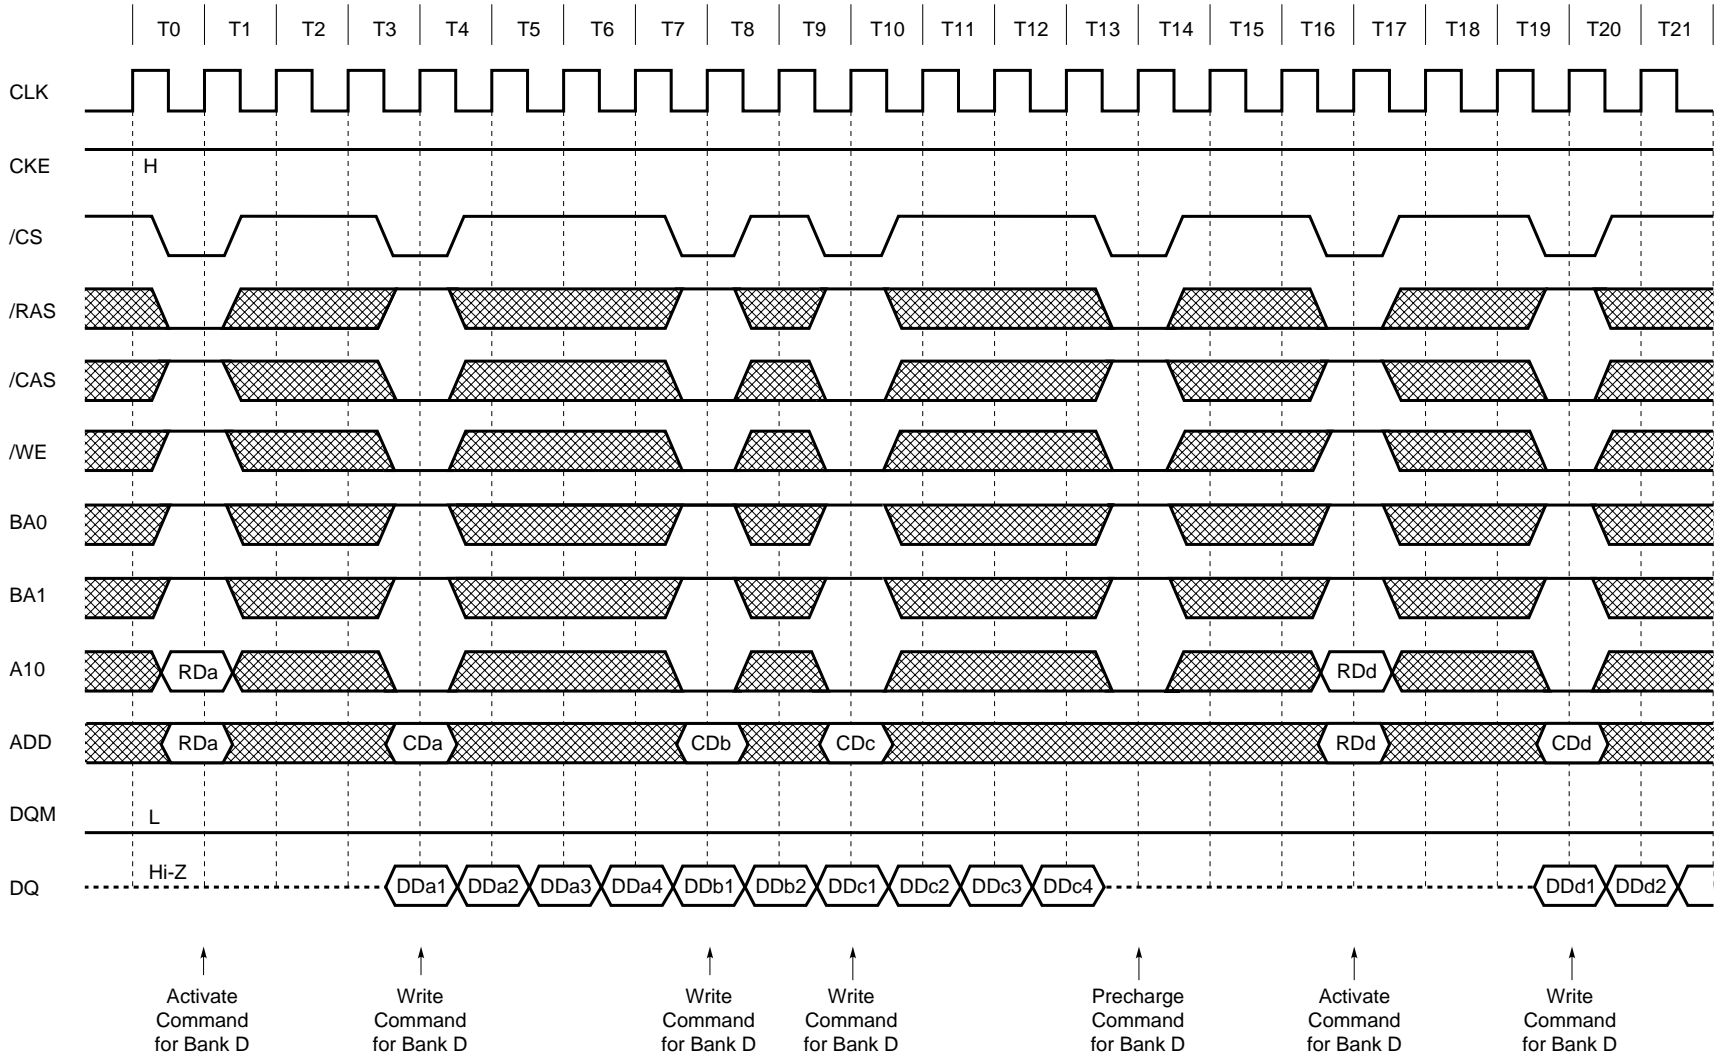 T0 T1 T2 T3 T4 T5 T6 T7 T8 T9 T10 T11 T12 T13 T14 T15 T16 T17 T18 T19 T20 T21
CLK
CKE H
/CS
/RAS
/CAS
/WE
BA0
BA1
A10 RDa RDd
ADD RDa CDa CDb CDc RDd CDd
DQM L
DQ Hi-Z DDa1 DDa2 DDa3 DDa4 DDb1 DDb2 DDc1 DDc2 DDc3 DDc4 DDd1 DDd2
Activate
Command
for Bank D
Write
Command
for Bank D
Write
Command
for Bank D
Write
Command
for Bank D
Precharge
Command
for Bank D
Activate
Command
for Bank D
Write
Command
for Bank D